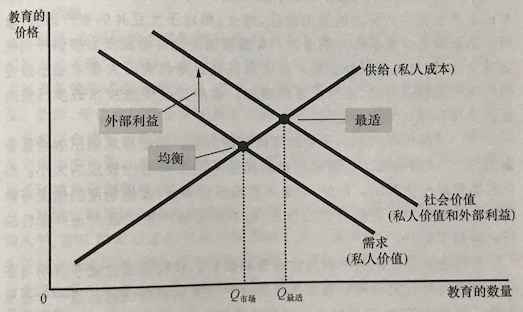 教育的
价格
供给 (私人成本)
外部利益
最适
均衡
社会价值
(私人价值和外部利益)
需求
(私人价值)
0
Q市场
Q最适
教育的数量